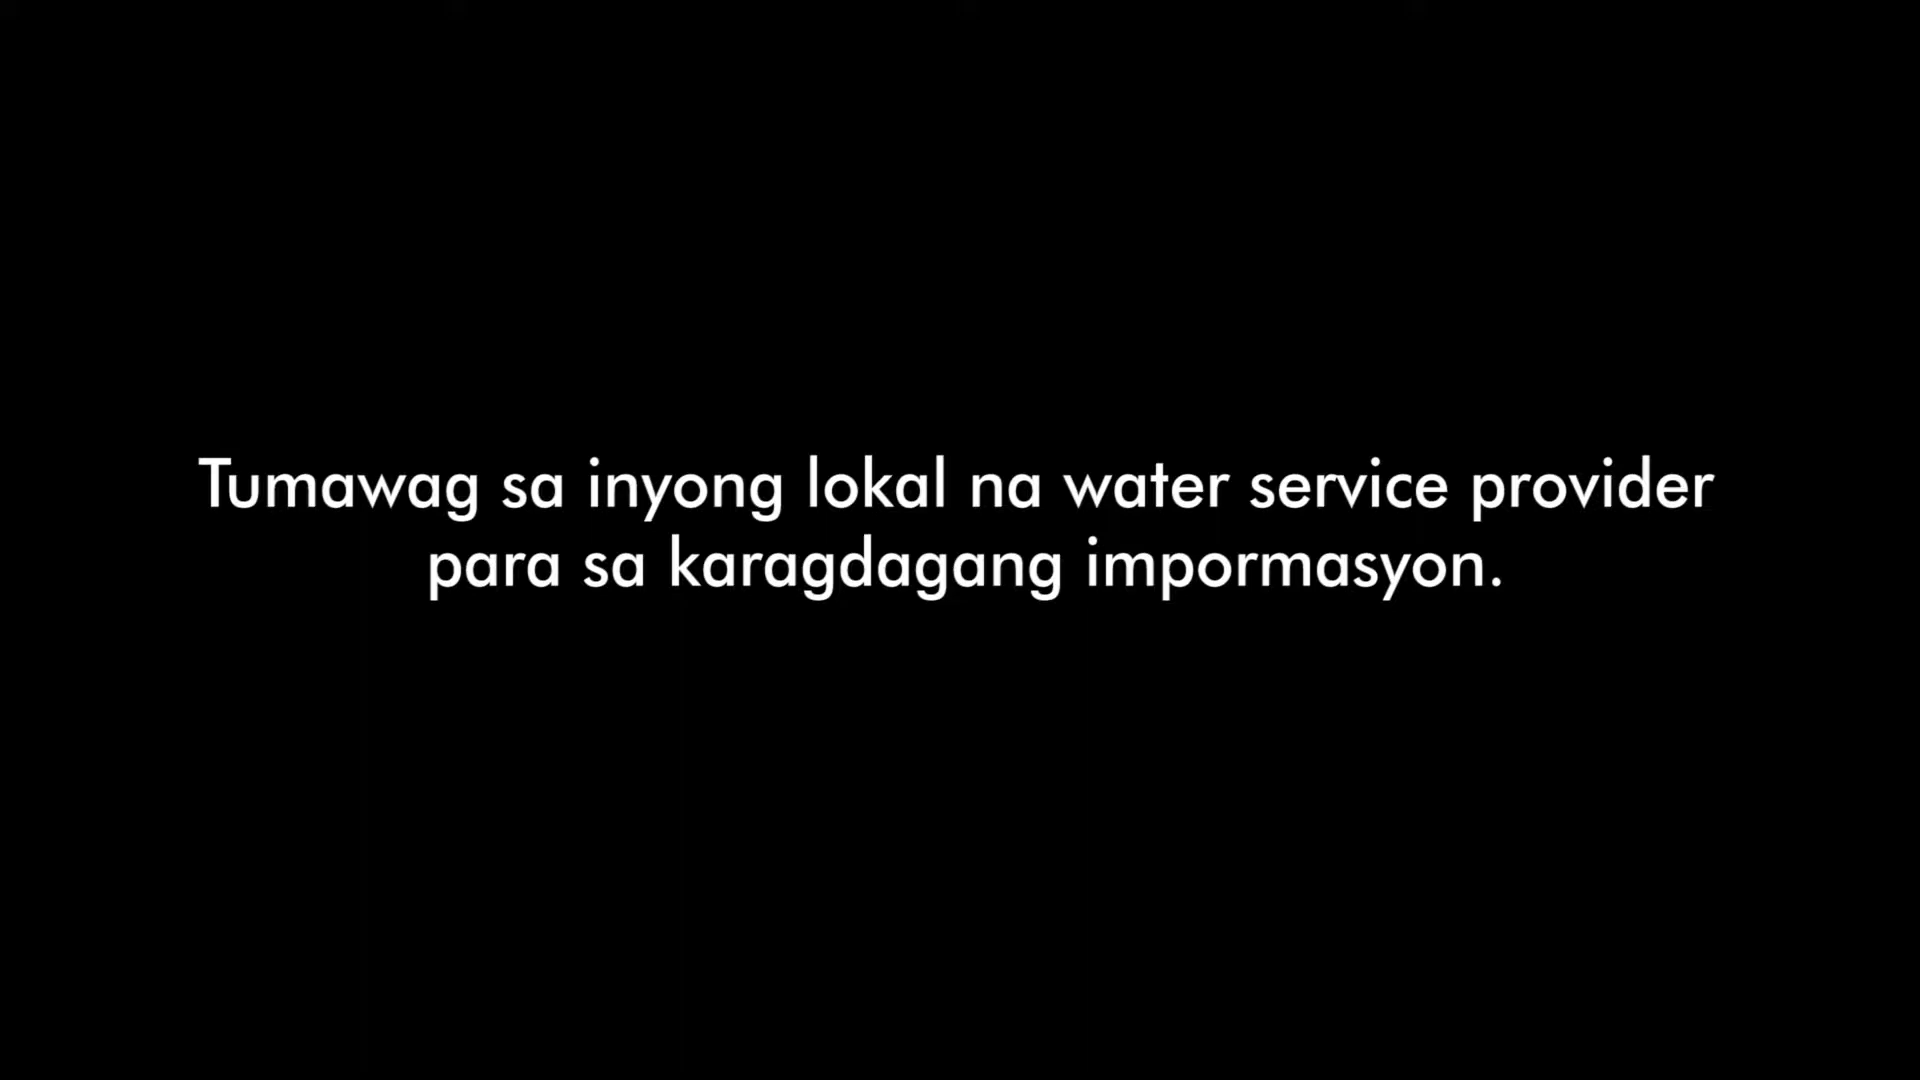 Tumawag sa inyong lokal na water service provider
para sa karagdagang impormasyon.